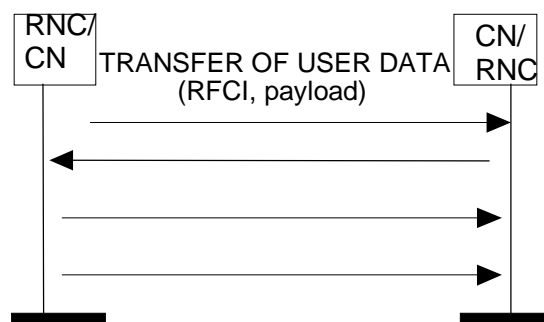 RNC/
CN
CN/
RNC
TRANSFER OF USER DATA
(RFCI, payload)